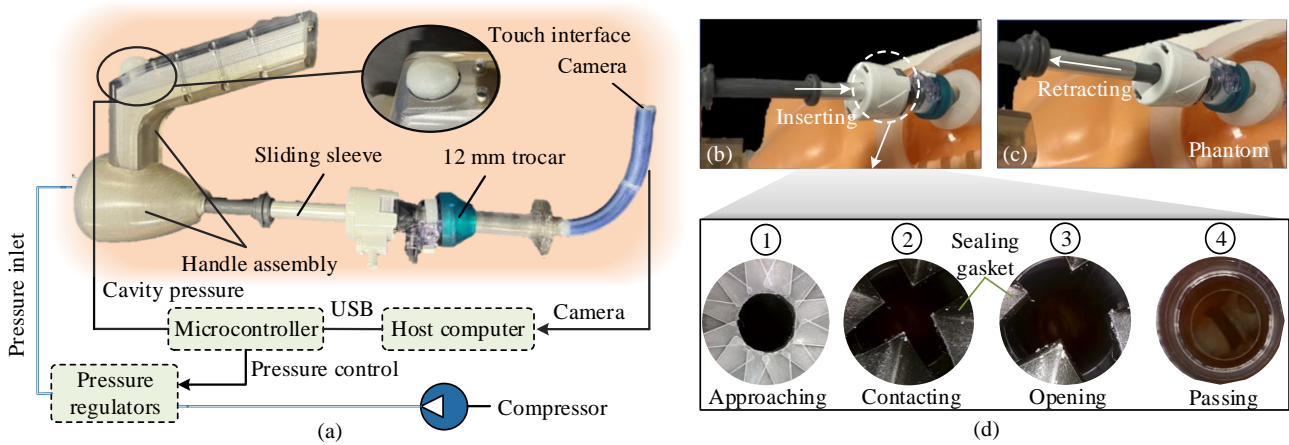 Touch interface
Camera
Sliding sleeve
12 mm trocar
Handle assembly
Pressure inlet
Cavity pressure
USB
Microcontroller
Host computer
Camera
Pressure control
Pressure
regulators
Compressor
(a)
Inserting
(b)
Retracting
(c)
Phantom
1
2
Sealing
gasket
3
4
Approaching
Contacting
Opening
Passing
(d)